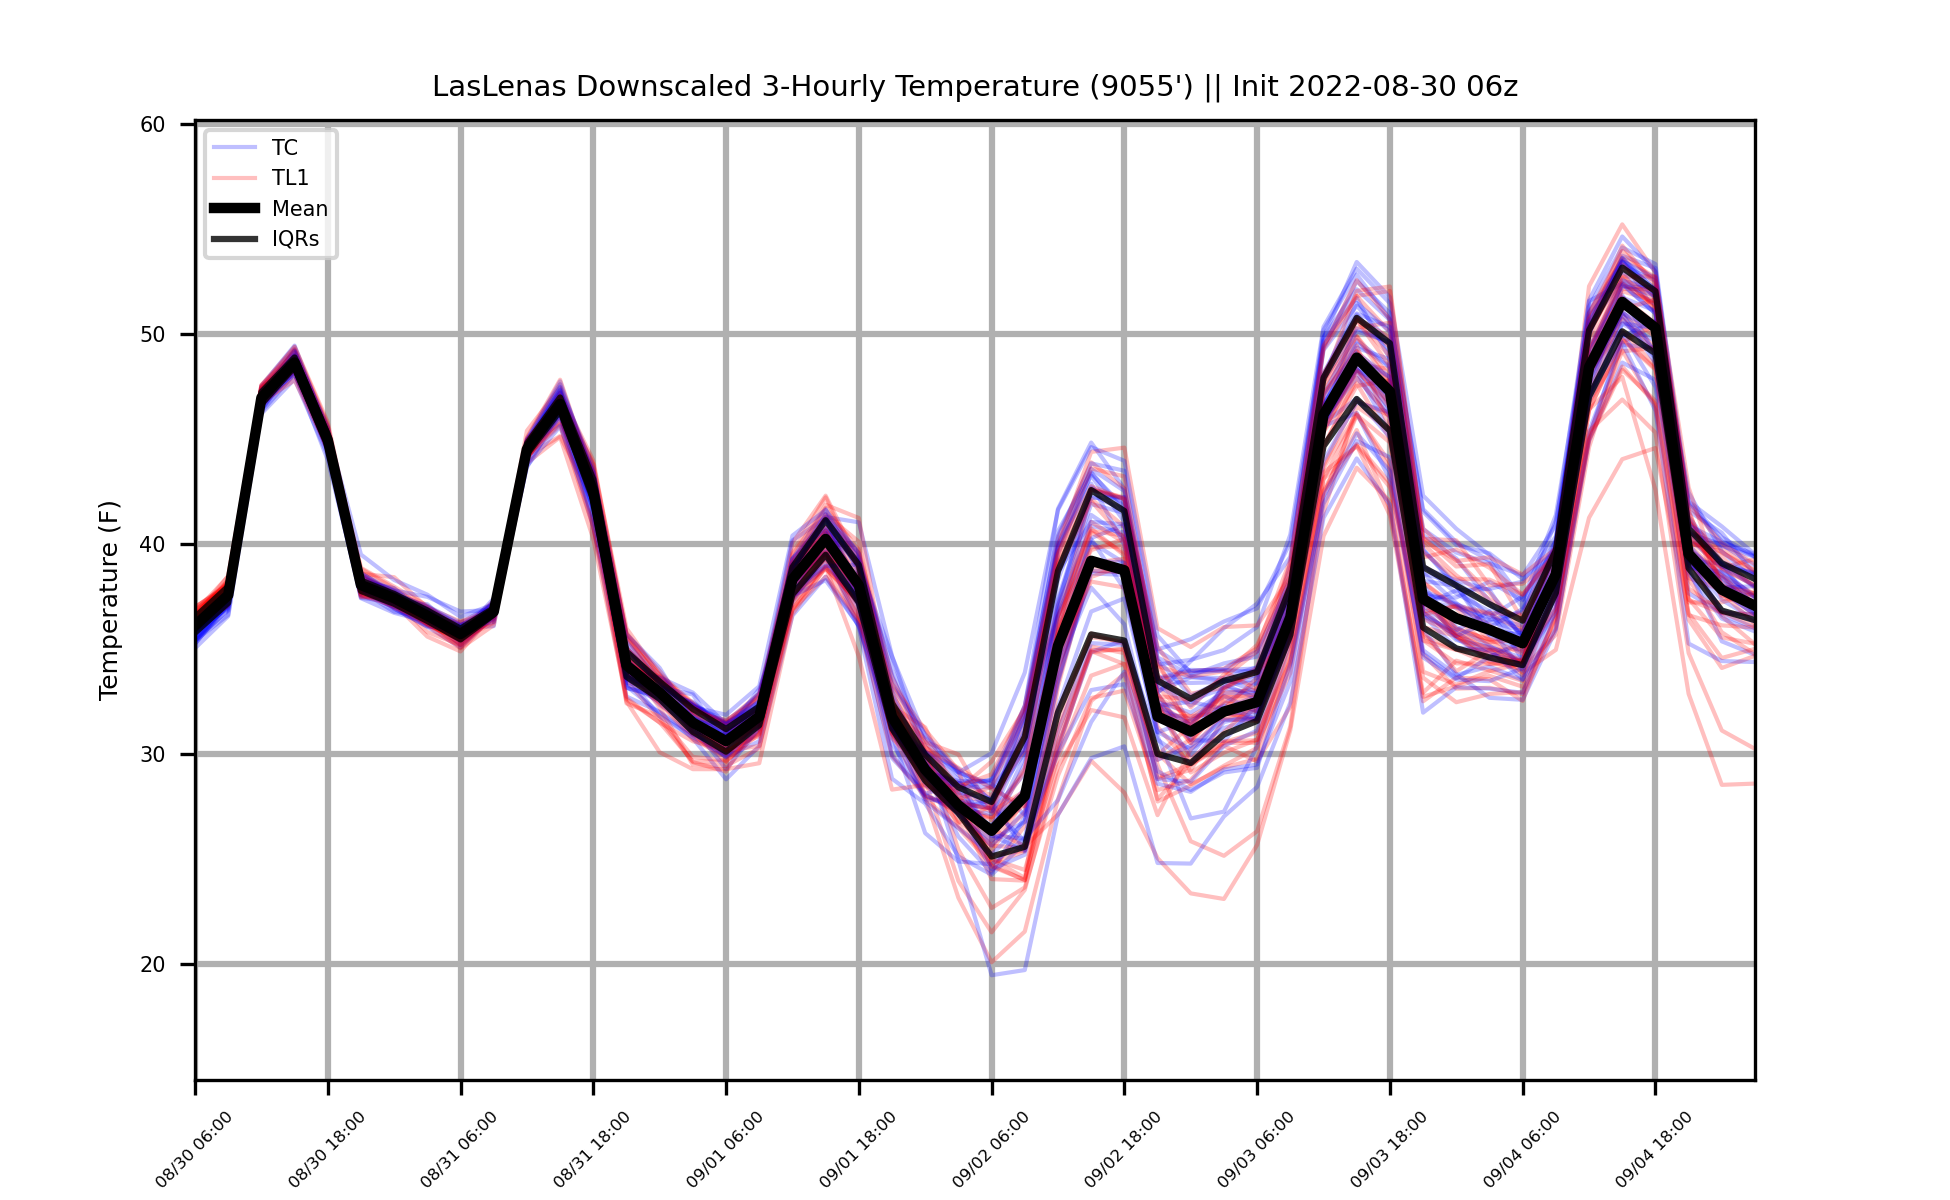 LasLenas Downscaled 3-Hourly Temperature (9055') || Init 2022-08-30 06z
TC
TL1
Mean
IQRs
Temperature (F)
60
50
40
30
20
08/30 06:00
08/30 18:00
08/31 06:00
08/31 18:00
09/01 06:00
09/01 18:00
09/02 06:00
09/02 18:00
09/03 06:00
09/03 18:00
09/04 06:00
09/04 18:00